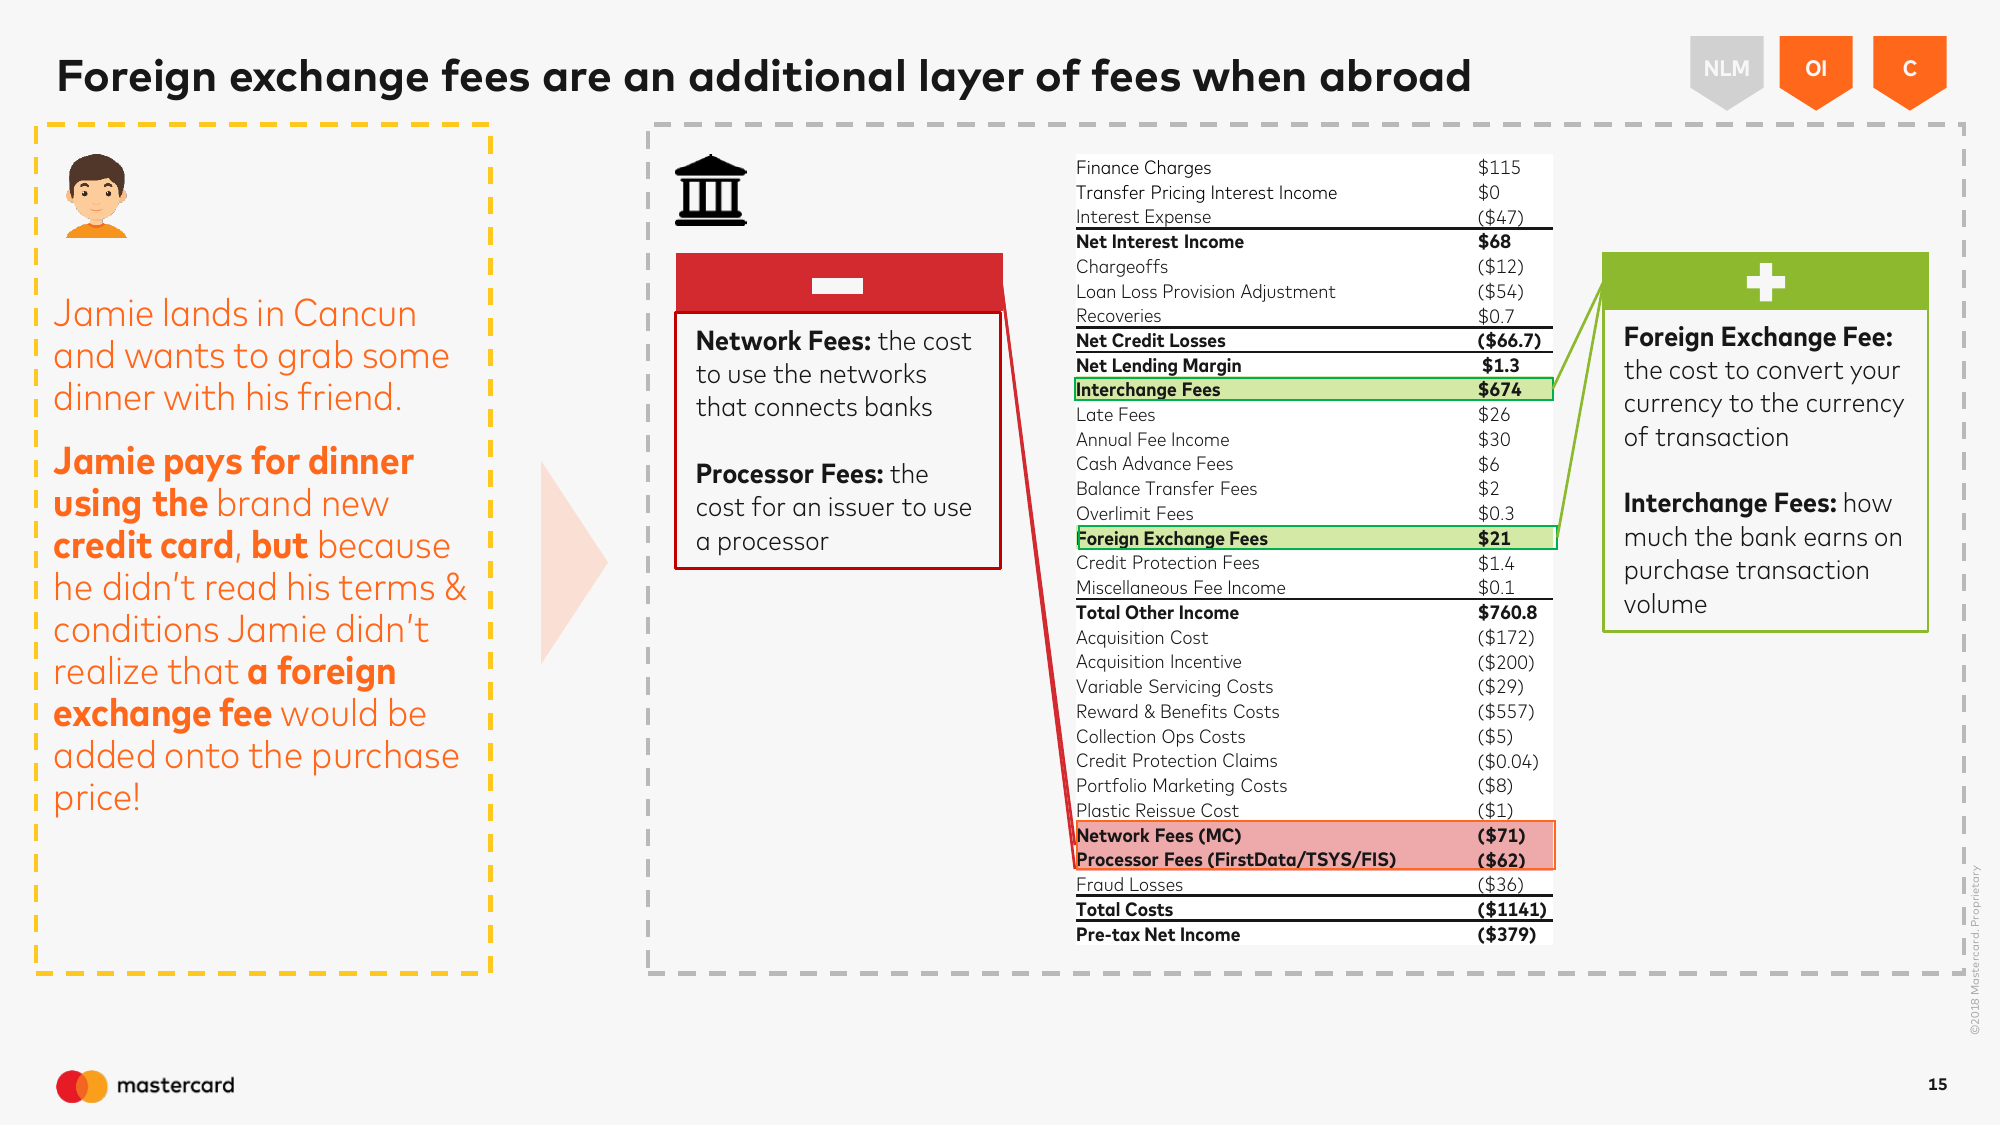 Foreign exchange fees are an additional layer of fees when abroad
NLM
OI
C
Jamie lands in Cancun
and wants to grab some
dinner with his friend.
Jamie pays for dinner
using the brand new
credit card, but because
he didn't read his terms &
conditions Jamie didn't
realize that a foreign
exchange fee would be
added onto the purchase
price!
Network Fees: the cost
to use the networks
that connects banks
Processor Fees: the
cost for an issuer to use
a processor
Finance Charges $115
Transfer Pricing Interest Income $0
Interest Expense ($47)
Net Interest Income $68
Chargeoffs ($12)
Loan Loss Provision Adjustment ($54)
Recoveries $0.7
Net Credit Losses ($66.7)
Net Lending Margin $1.3
Interchange Fees $674
Late Fees $26
Annual Fee Income $30
Cash Advance Fees $6
Balance Transfer Fees $2
Overlimit Fees $0.3
Foreign Exchange Fees $21
Credit Protection Fees $1.4
Miscellaneous Fee Income $0.1
Total Other Income $760.8
Acquisition Cost ($172)
Acquisition Incentive ($200)
Variable Servicing Costs ($29)
Reward & Benefits Costs ($557)
Collection Ops Costs ($5)
Credit Protection Claims ($0.04)
Portfolio Marketing Costs ($8)
Plastic Reissue Cost ($1)
Network Fees (MC) ($71)
Processor Fees (FirstData/TSYS/FIS) ($62)
Fraud Losses ($36)
Total Costs ($1141)
Pre-tax Net Income ($379)
Foreign Exchange Fee:
the cost to convert your
currency to the currency
of transaction
Interchange Fees: how
much the bank earns on
purchase transaction
volume
©2018 Mastercard. Proprietary
mastercard
15